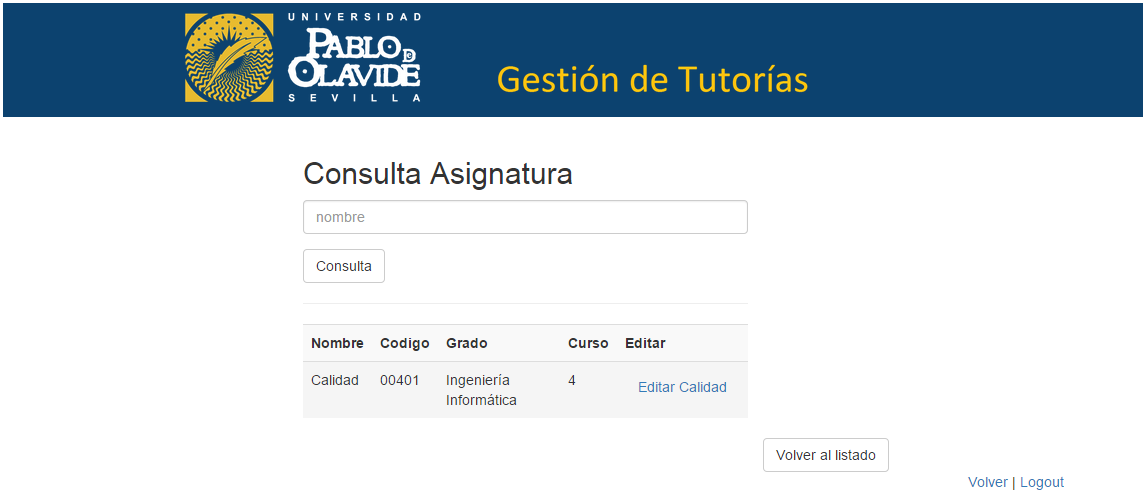 UNIVERSIDAD
PABLO DE
OLAVIDE
SEVILLA
Gestión de Tutorías
Consulta Asignatura
nombre
Consulta
Nombre Codigo Grado Curso Editar
Calidad 00401 Ingeniería 4 Editar Calidad
Informática
Volver al listado
Volver | Logout